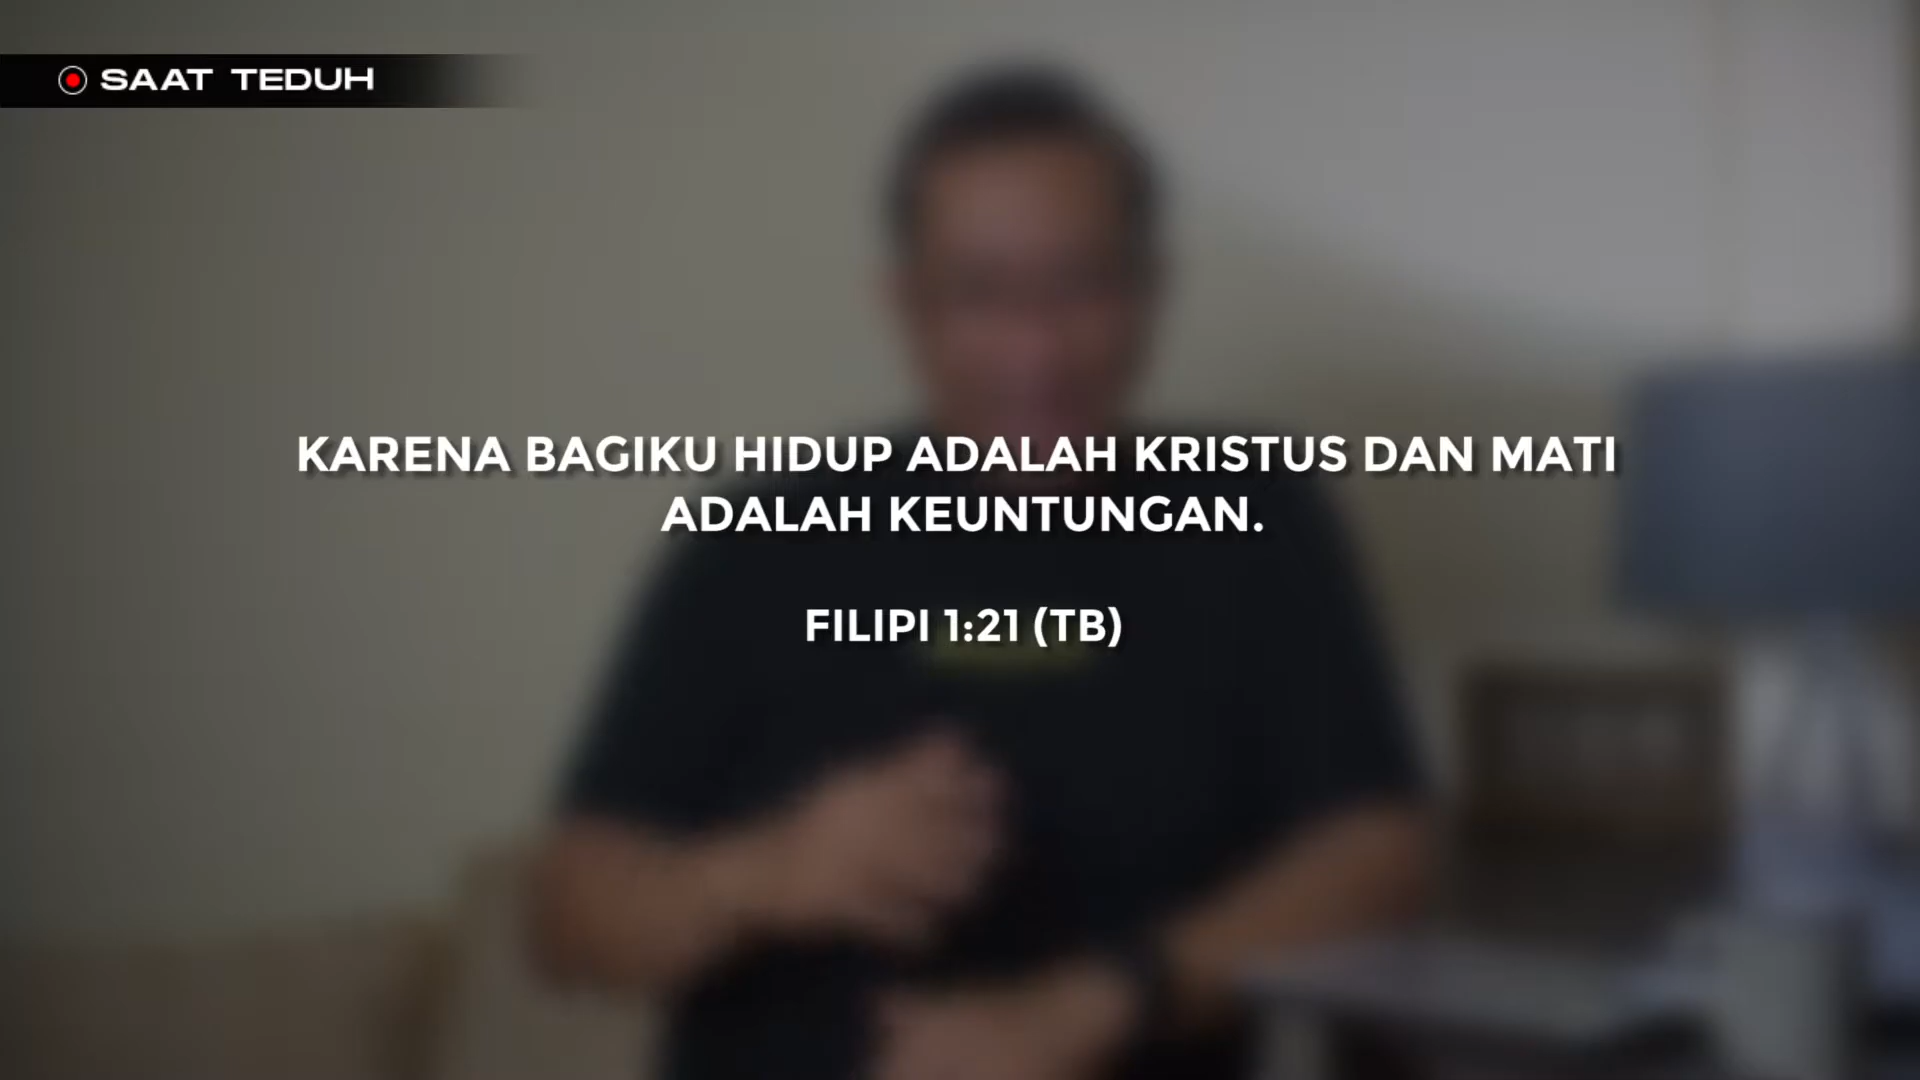 SAAT TEDUH
KARENA BAGIKU HIDUP ADALAH KRISTUS DAN MATI
ADALAH KEUNTUNGAN.
FILIPI 1:21 (TB)